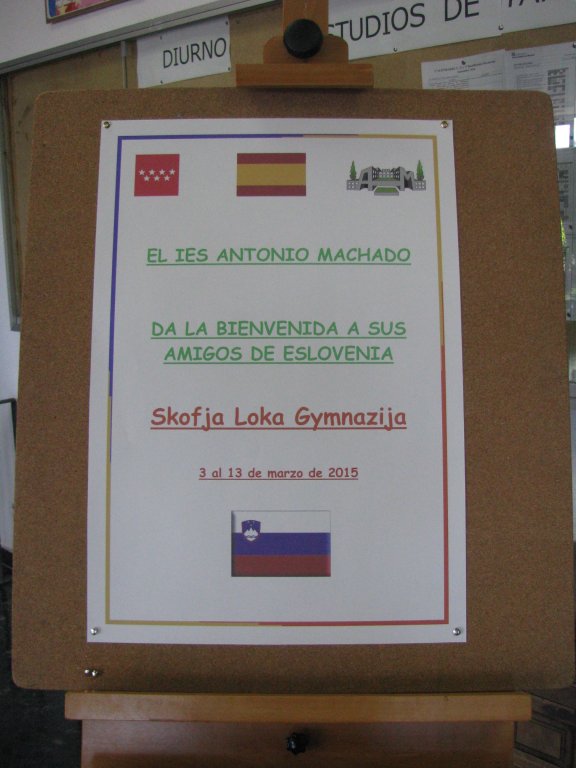 DIURNO
STUDIOS DE
EL IES ANTONIO MACHADO
DA LA BIENVENIDA A SUS
AMIGOS DE ESLOVENIA
Skofja Loka Gymnazija
3 al 13 de marzo de 2015